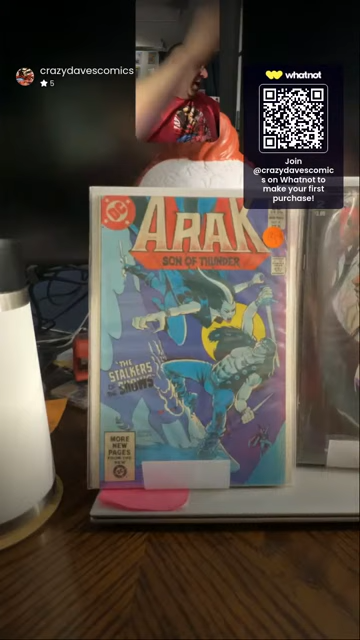 crazydavescomics
★ 5
whatnot
Join
@crazydavescomic
s on Whatnot to
make your first
purchase!
DC
ARAK
SON OF THUNDER
"THE
STALKERS
OF THE
SNOWS"
MORE
NEW
PAGES